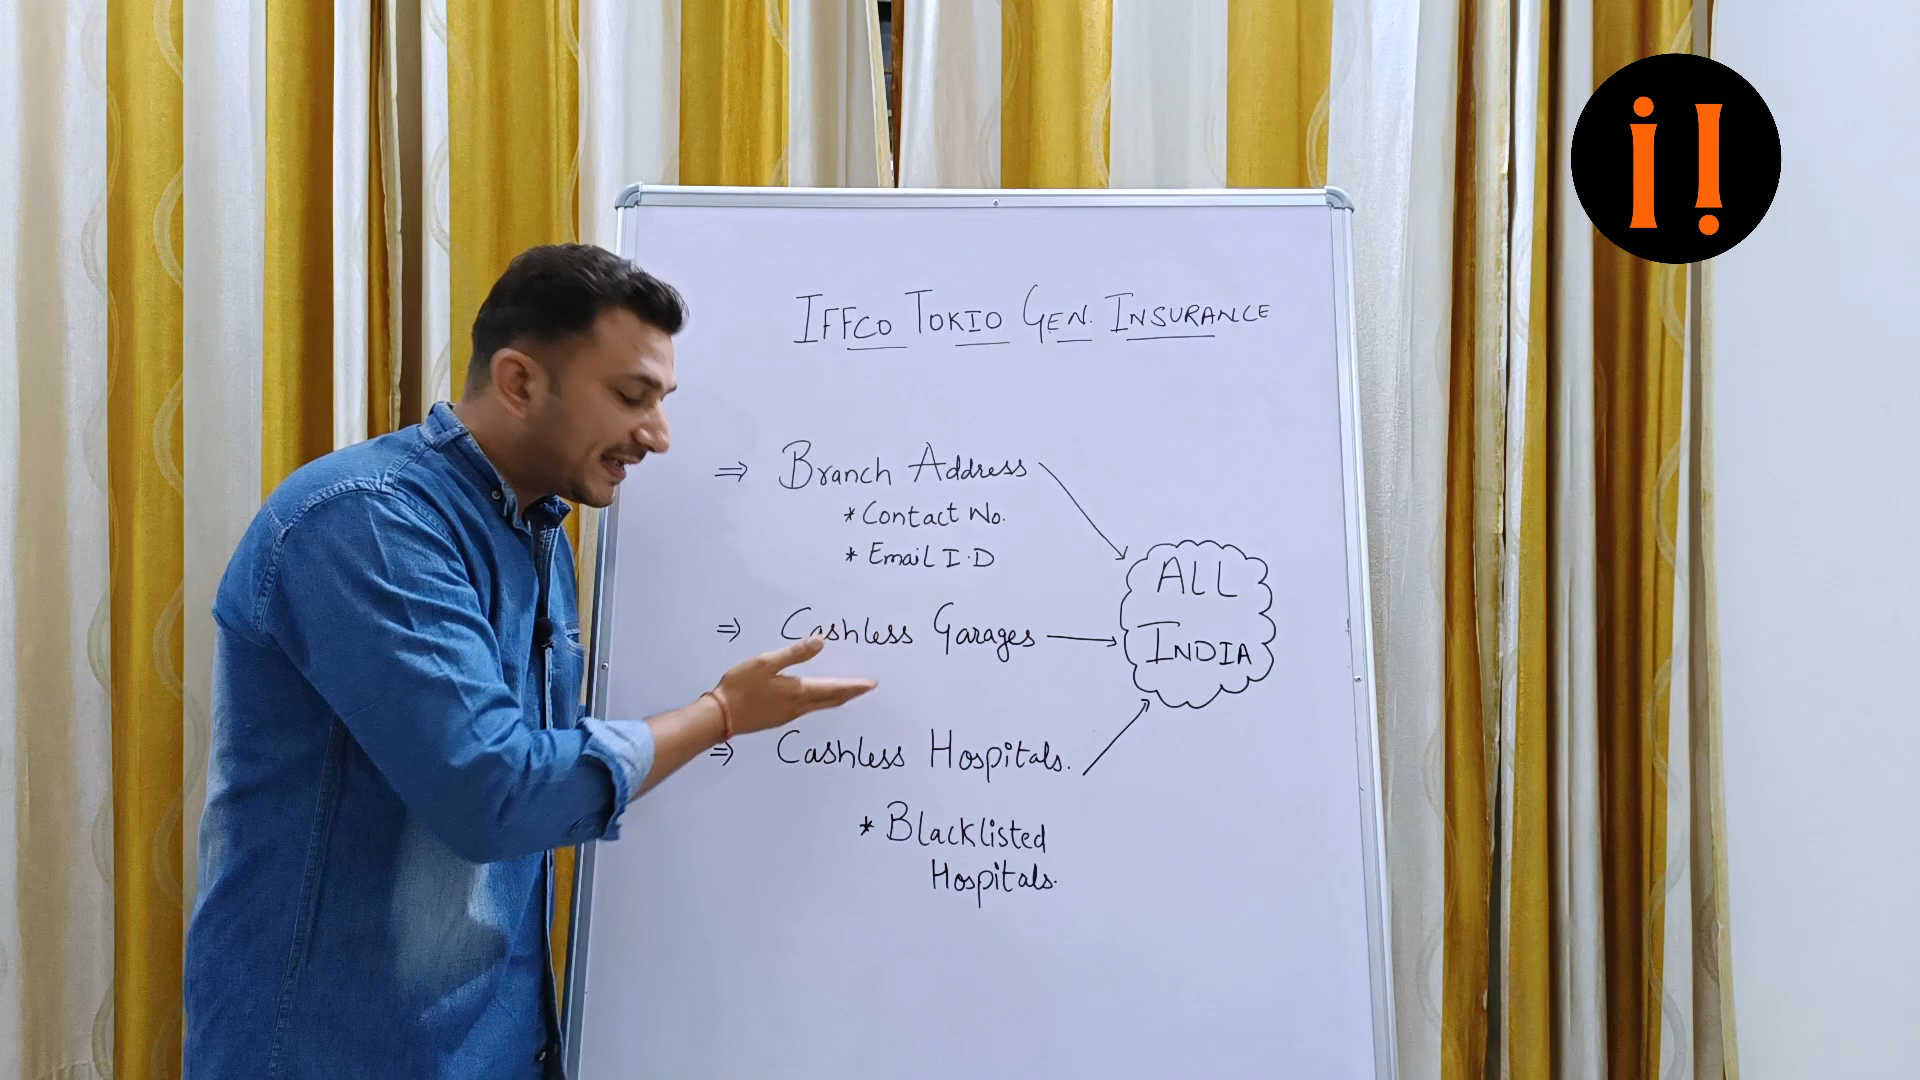 i!
IFFCO TOKIO GEN. INSURANCE
⇒ Branch Address
* Contact No.
* Email I.D
⇒ Cashless Garages
ALL
INDIA
⇒ Cashless Hospitals.
* Blacklisted
Hospitals.